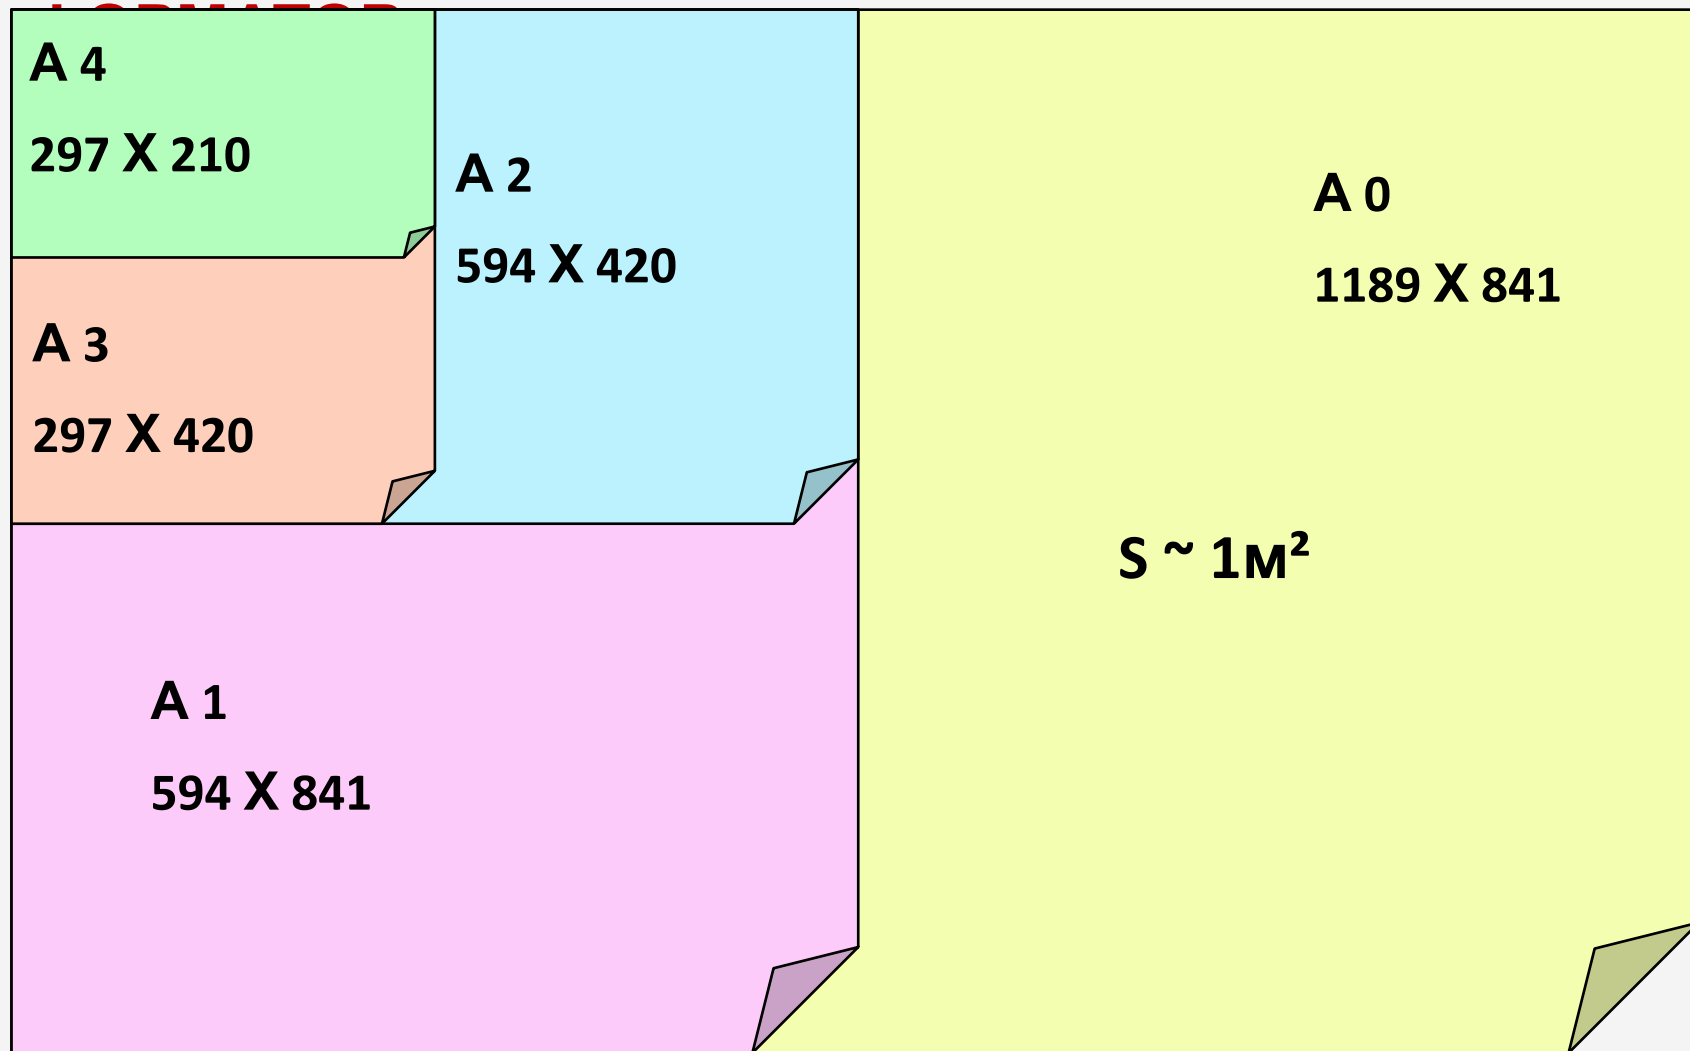 А 4
297 Х 210
А 3
297 Х 420
А 2
594 Х 420
А 1
594 Х 841
А 0
1189 Х 841
S ~ 1м²